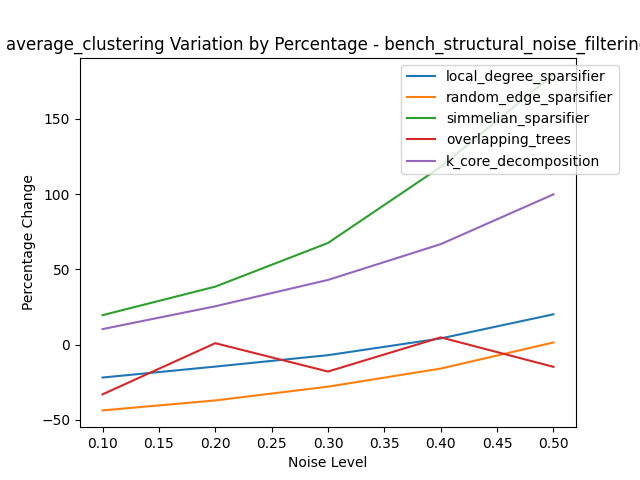 average_clustering Variation by Percentage - bench_structural_noise_filtering
local_degree_sparsifier
random_edge_sparsifier
simmelian_sparsifier
overlapping_trees
k_core_decomposition
Percentage Change
150
100
50
0
−50
0.10 0.15 0.20 0.25 0.30 0.35 0.40 0.45 0.50
Noise Level